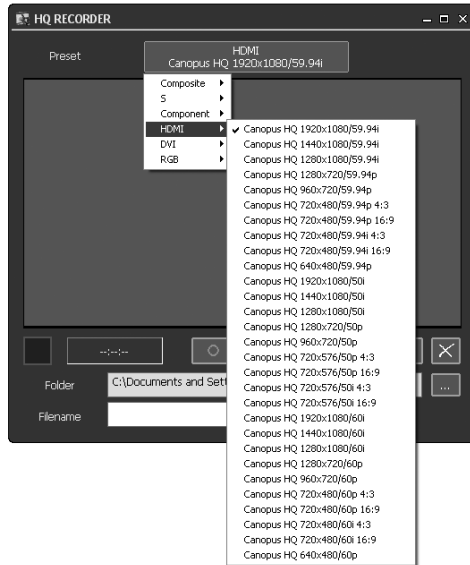 HQ RECORDER
Preset
HDMI
Canopus HQ 1920x1080/59.94i
Composite
S
Component
HDMI
DVI
RGB
Canopus HQ 1920x1080/59.94i
Canopus HQ 1440x1080/59.94i
Canopus HQ 1280x1080/59.94i
Canopus HQ 1280x720/59.94p
Canopus HQ 960x720/59.94p
Canopus HQ 720x480/59.94p 4:3
Canopus HQ 720x480/59.94p 16:9
Canopus HQ 720x480/59.94i 4:3
Canopus HQ 720x480/59.94i 16:9
Canopus HQ 640x480/59.94p
Canopus HQ 1920x1080/50i
Canopus HQ 1440x1080/50i
Canopus HQ 1280x1080/50i
Canopus HQ 1280x720/50p
Canopus HQ 960x720/50p
Canopus HQ 720x576/50p 4:3
Canopus HQ 720x576/50p 16:9
Canopus HQ 720x576/50i 4:3
Canopus HQ 720x576/50i 16:9
Canopus HQ 1920x1080/60i
Canopus HQ 1440x1080/60i
Canopus HQ 1280x1080/60i
Canopus HQ 1280x720/60p
Canopus HQ 960x720/60p
Canopus HQ 720x480/60p 4:3
Canopus HQ 720x480/60p 16:9
Canopus HQ 720x480/60i 4:3
Canopus HQ 720x480/60i 16:9
Canopus HQ 640x480/60p
--:--:--
Folder
C:\Documents and Sett
...
Filename